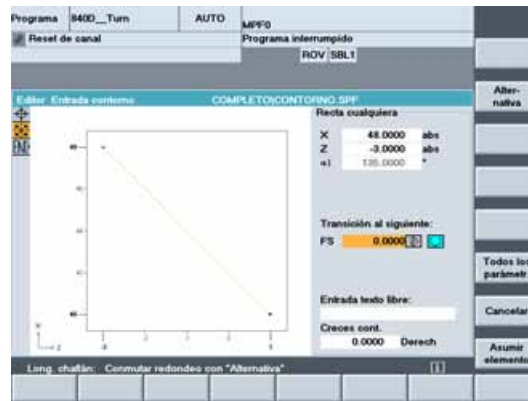 Programa 840D__Turn AUTO MPF0
Reset de canal Programa interrumpido
ROV SBL1
Editor Entrada contorno COMPLETO\CONTORNO.SPF
Alter-
nativa
Recta cualquiera
X 48.0000 abs
Z -3.0000 abs
α1 135.0000 °
END
Transición al siguiente:
FS 0.0000
Todos los
parámetr.
Entrada texto libre:
Cancelar
Creces cont.
0.0000 Derech
Asumir
elemento
Long. chaflán: Conmutar redondeo con "Alternativa"